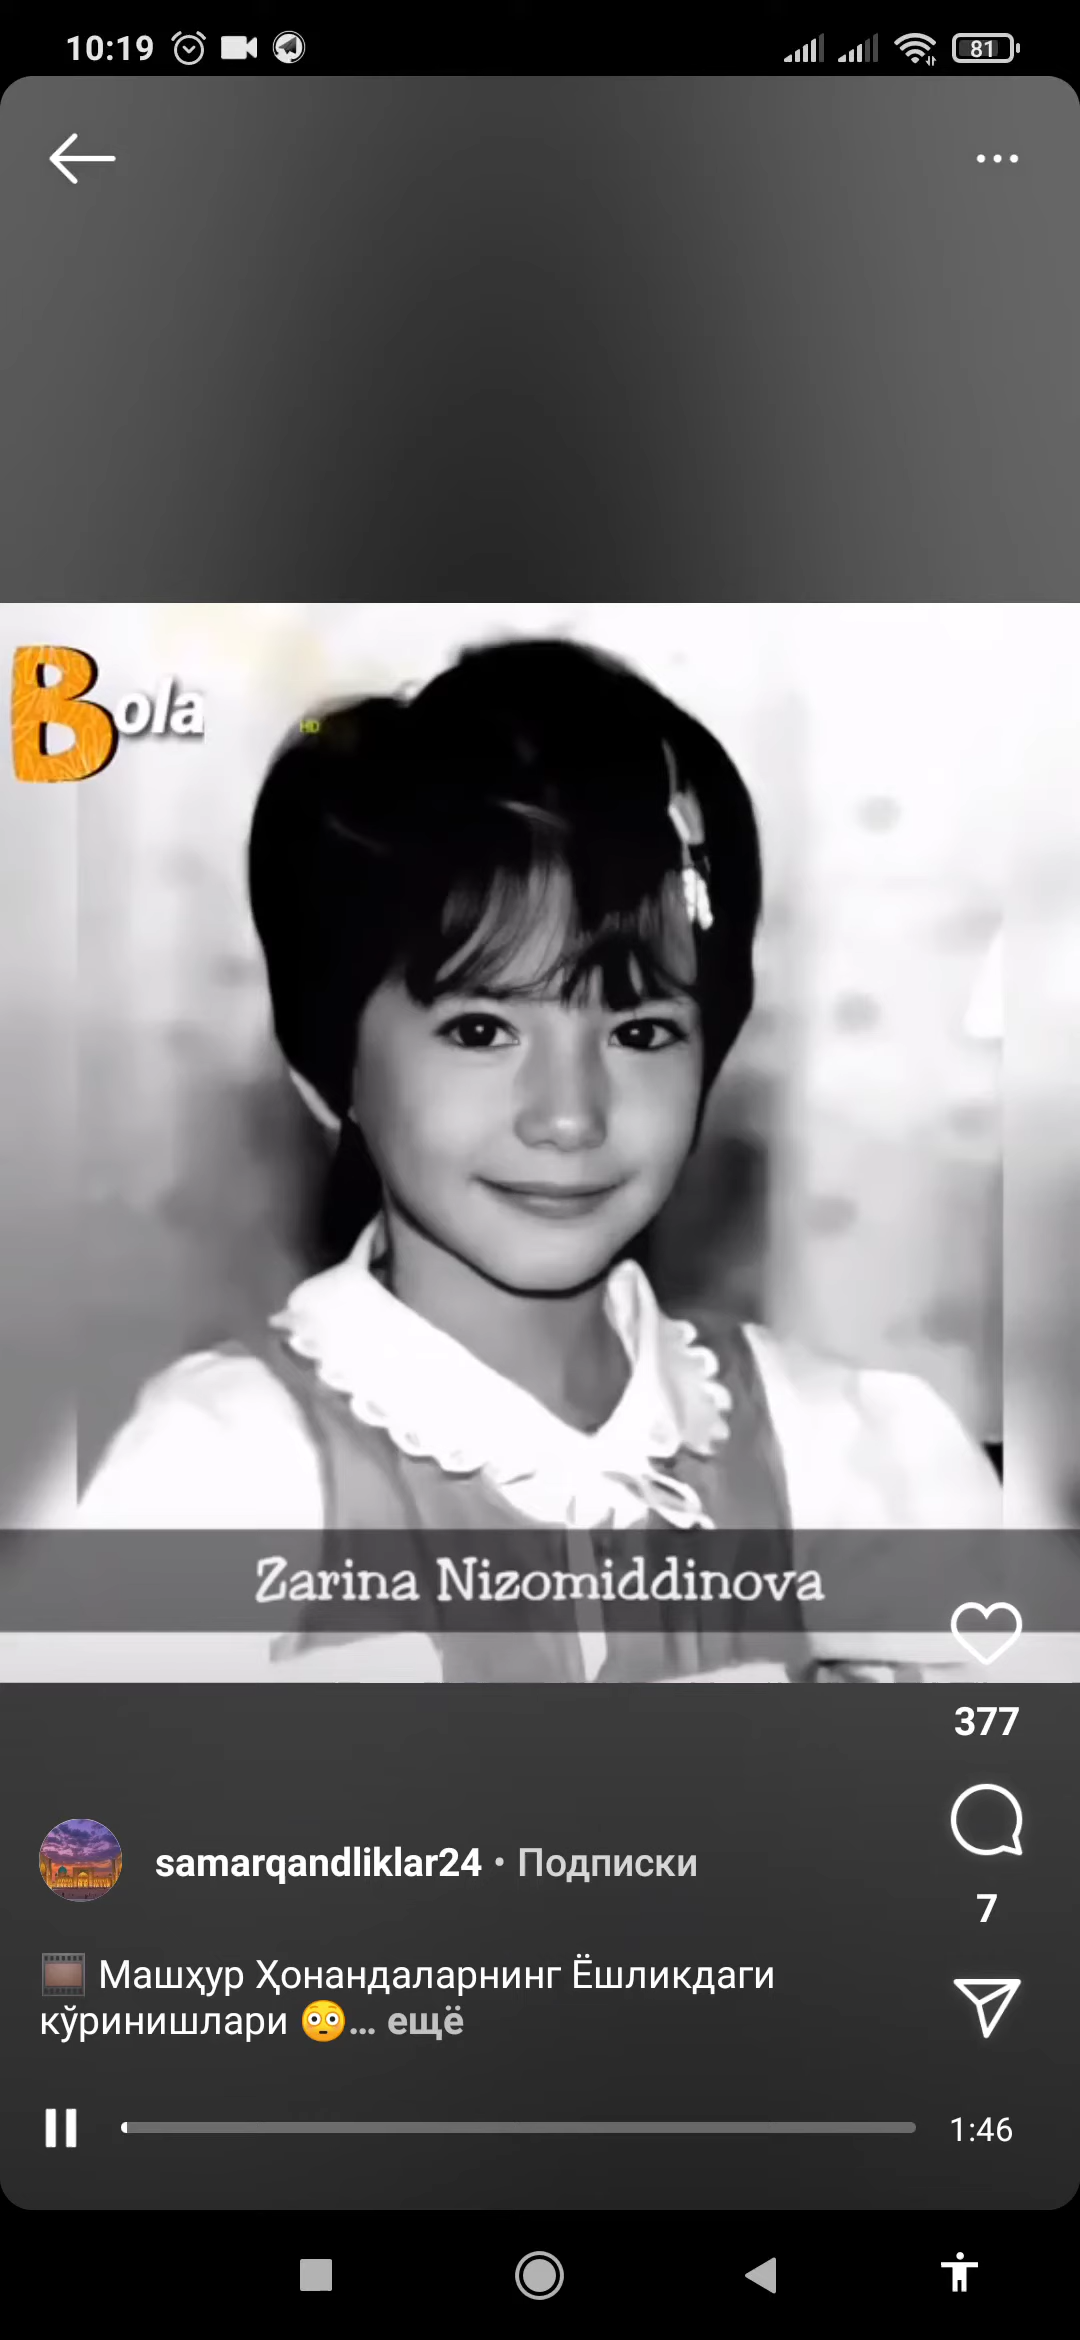 10:19
81
Bola
HD
Zarina Nizomiddinova
377
samarqandliklar24 • Подписки
7
Машҳур Ҳонандаларнинг Ёшликдаги
кўринишлари 😳... ещё
1:46